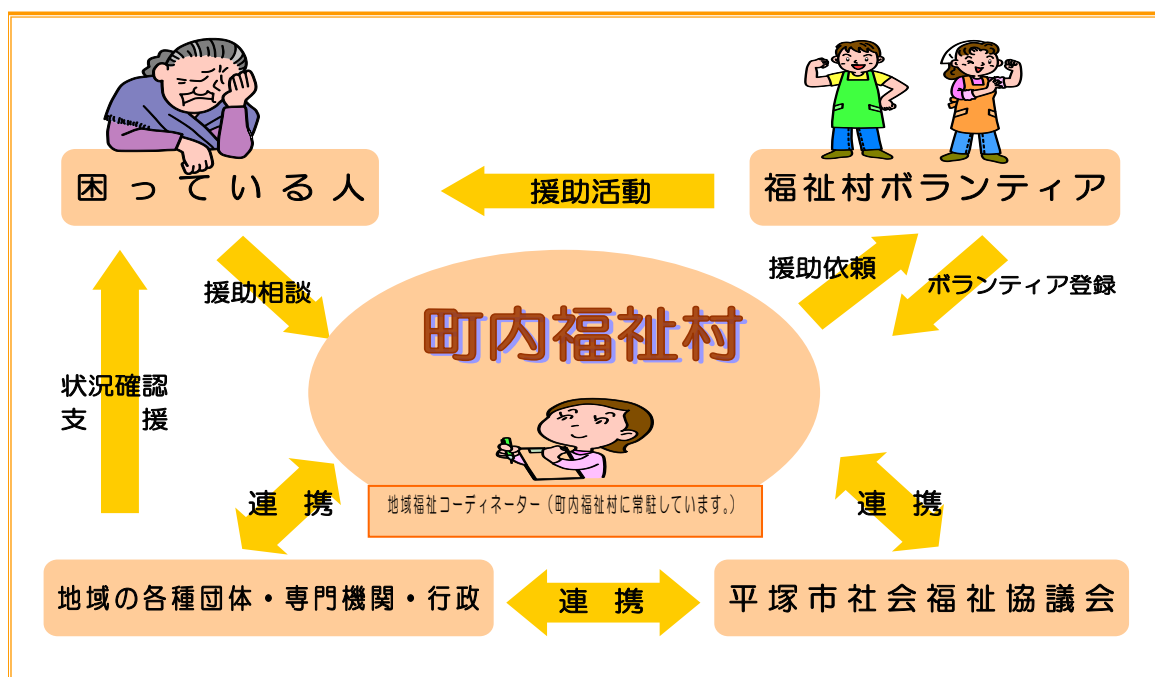 困っている人
援助活動
福祉村ボランティア
援助相談
援助依頼
ボランティア登録
町内福祉村
状況確認
支援
連携
地域福祉コーディネーター（町内福祉村に常駐しています。）
連携
地域の各種団体・専門機関・行政
連携
平塚市社会福祉協議会